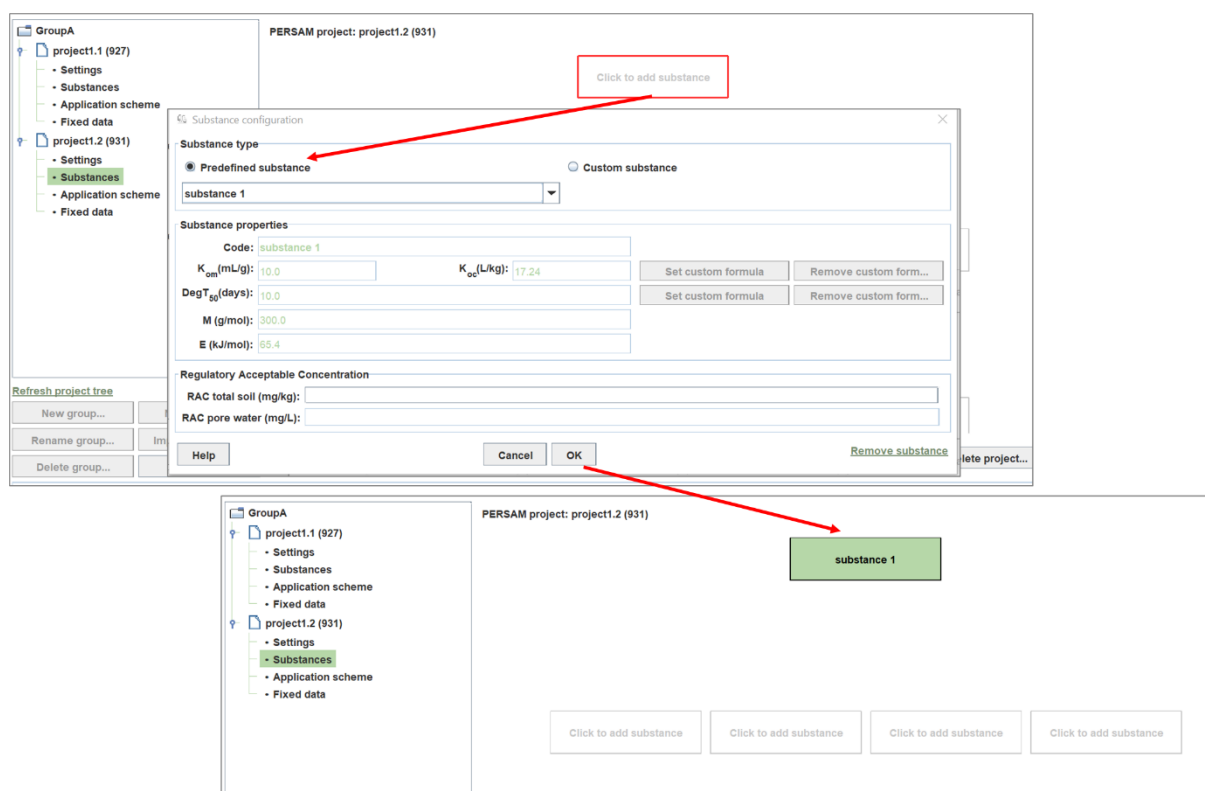 GroupA
project1.1 (927)
• Settings
• Substances
• Application scheme
• Fixed data
project1.2 (931)
• Settings
• Substances
• Application scheme
• Fixed data
Refresh project tree
New group...
Rename group...
Delete group...
PERSAM project: project1.2 (931)
Click to add substance
Substance configuration
Substance type
Predefined substance
Custom substance
substance 1
Substance properties
Code: substance 1
Kom(mL/g): 10.0 Koc(L/kg): 17.24 Set custom formula Remove custom form...
DegT50(days): 10.0 Set custom formula Remove custom form...
M (g/mol): 300.0
E (kJ/mol): 65.4
Regulatory Acceptable Concentration
RAC total soil (mg/kg):
RAC pore water (mg/L):
Help Cancel OK Remove substance
GroupA
project1.1 (927)
• Settings
• Substances
• Application scheme
• Fixed data
project1.2 (931)
• Settings
• Substances
• Application scheme
• Fixed data
PERSAM project: project1.2 (931)
substance 1
Click to add substance Click to add substance Click to add substance Click to add substance